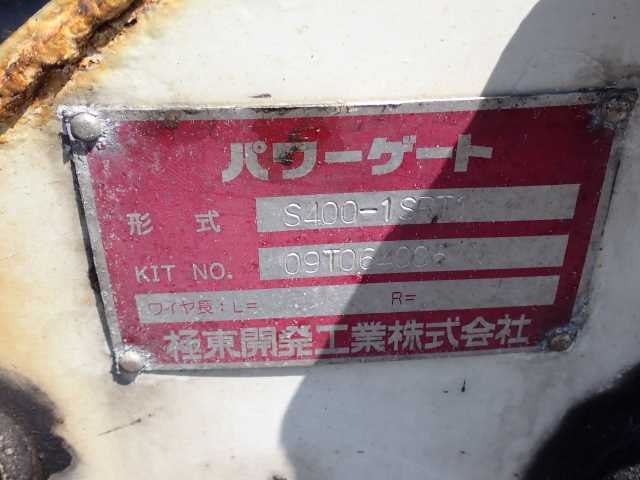 パワーゲート
形 式 S400-1SDT1
KIT NO.
ワイヤ長:L= R=
極東開発工業株式会社